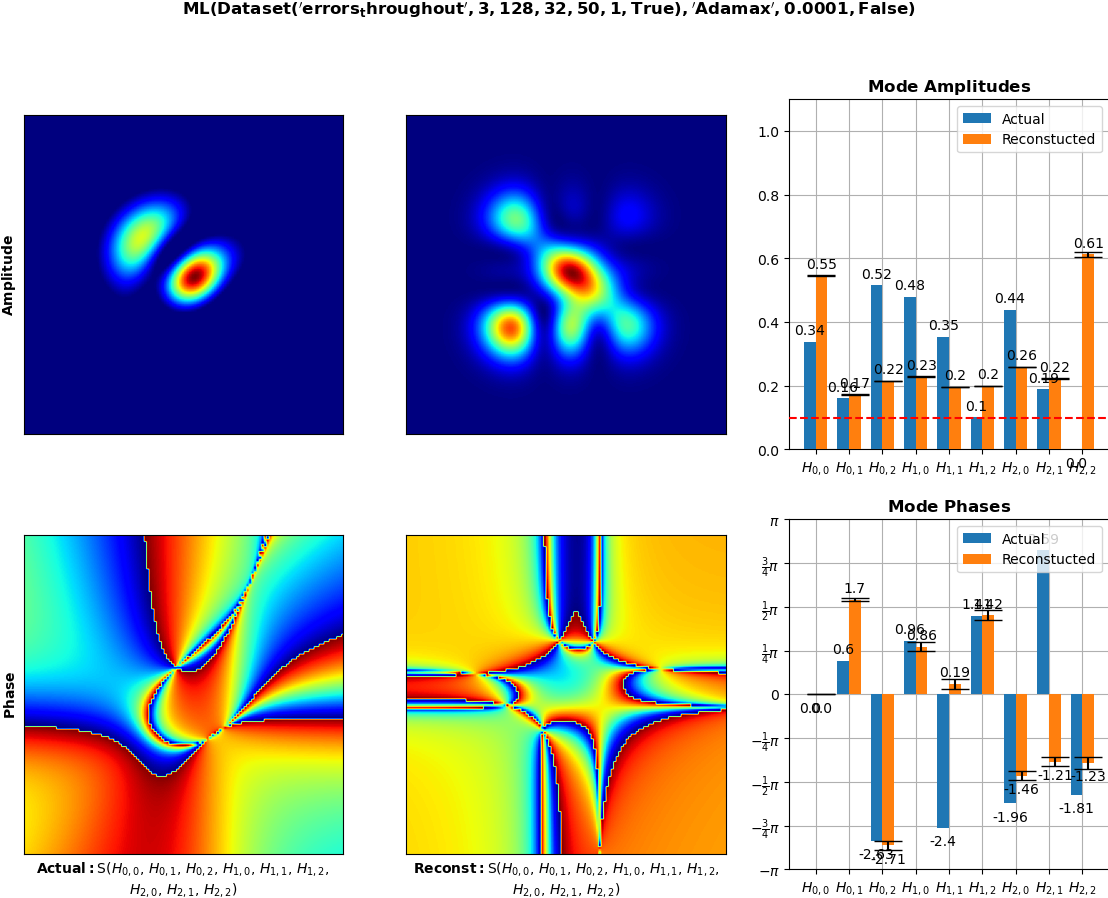 ML(Dataset('errors_throughout', 3, 128, 32, 50, 1, True), 'Adamax', 0.0001, False)
Amplitude
Mode Amplitudes
Actual
Reconstucted
1.0
0.8
0.6
0.4
0.2
0.0
0.34 0.55 0.16 0.17 0.52 0.22 0.48 0.23 0.35 0.2 0.1 0.2 0.44 0.26 0.19 0.22 0.0 0.61
H0,0 H0,1 H0,2 H1,0 H1,1 H1,2 H2,0 H2,1 H2,2
Phase
Actual: S(H0,0, H0,1, H0,2, H1,0, H1,1, H1,2,
H2,0, H2,1, H2,2)
Reconst: S(H0,0, H0,1, H0,2, H1,0, H1,1, H1,2,
H2,0, H2,1, H2,2)
Mode Phases
Actual
Reconstucted
π
3/4π
1/2π
1/4π
0
−1/4π
−1/2π
−3/4π
−π
0.0 0.0 0.6 1.7 -2.63 -2.71 0.96 0.86 -2.4 0.19 1.41 1.42 -1.96 -1.46 -1.21 -1.81 -1.23
H0,0 H0,1 H0,2 H1,0 H1,1 H1,2 H2,0 H2,1 H2,2